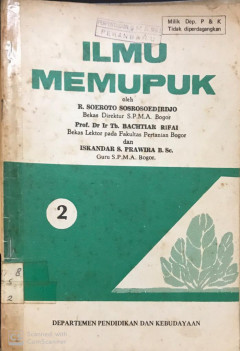 Milik Dep. P & K
Tidak diperdagangkan
ILMU
MEMUPUK
oleh
R. SOEROTO SOSROSOEDIRDJO
Bekas Direktur S.P.M.A. Bogor
Prof. Dr Ir Th. BACHTIAR RIFAI
Bekas Lektor pada Fakultas Pertanian Bogor
dan
ISKANDAR S. PRAWIRA B. Sc.
Guru S.P.M.A. Bogor.
2
DEPARTEMEN PENDIDIKAN DAN KEBUDAYAAN
CamScanner